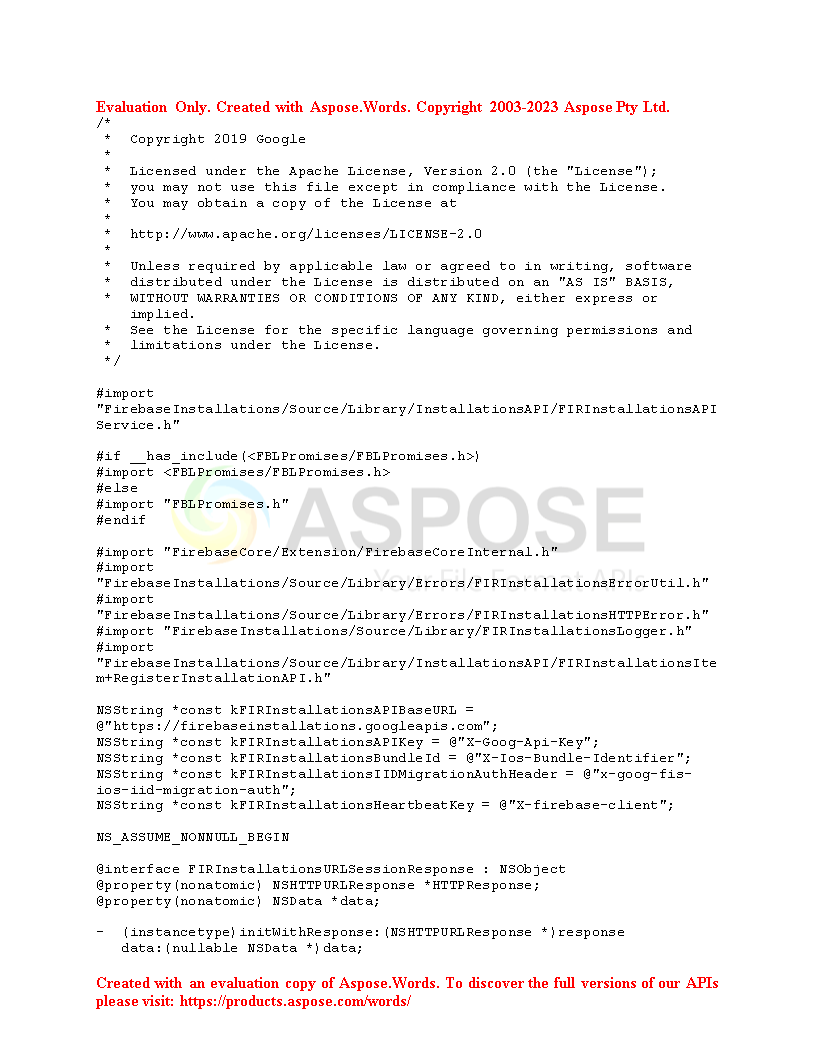 Evaluation Only. Created with Aspose.Words. Copyright 2003-2023 Aspose Pty Ltd.
/*
 *  Copyright 2019 Google
 *
 *  Licensed under the Apache License, Version 2.0 (the "License");
 *  you may not use this file except in compliance with the License.
 *  You may obtain a copy of the License at
 *
 *  http://www.apache.org/licenses/LICENSE-2.0
 *
 *  Unless required by applicable law or agreed to in writing, software
 *  distributed under the License is distributed on an "AS IS" BASIS,
 *  WITHOUT WARRANTIES OR CONDITIONS OF ANY KIND, either express or
    implied.
 *  See the License for the specific language governing permissions and
 *  limitations under the License.
 */
#import
"FirebaseInstallations/Source/Library/InstallationsAPI/FIRInstallationsAPI
Service.h"
#if __has_include(<FBLPromises/FBLPromises.h>)
#import <FBLPromises/FBLPromises.h>
#else
#import "FBLPromises.h"
#endif
ASPOSE
Your File Format APIs
#import "FirebaseCore/Extension/FirebaseCoreInternal.h"
#import
"FirebaseInstallations/Source/Library/Errors/FIRInstallationsErrorUtil.h"
#import
"FirebaseInstallations/Source/Library/Errors/FIRInstallationsHTTPError.h"
#import "FirebaseInstallations/Source/Library/FIRInstallationsLogger.h"
#import
"FirebaseInstallations/Source/Library/InstallationsAPI/FIRInstallationsIte
m+RegisterInstallationAPI.h"
NSString *const kFIRInstallationsAPIBaseURL =
@"https://firebaseinstallations.googleapis.com";
NSString *const kFIRInstallationsAPIKey = @"X-Goog-Api-Key";
NSString *const kFIRInstallationsBundleId = @"X-Ios-Bundle-Identifier";
NSString *const kFIRInstallationsIIDMigrationAuthHeader = @"x-goog-fis-
ios-iid-migration-auth";
NSString *const kFIRInstallationsHeartbeatKey = @"X-firebase-client";
NS_ASSUME_NONNULL_BEGIN
@interface FIRInstallationsURLSessionResponse : NSObject
@property(nonatomic) NSHTTPURLResponse *HTTPResponse;
@property(nonatomic) NSData *data;
-  (instancetype)initWithResponse:(NSHTTPURLResponse *)response
   data:(nullable NSData *)data;
Created with an evaluation copy of Aspose.Words. To discover the full versions of our APIs
please visit: https://products.aspose.com/words/